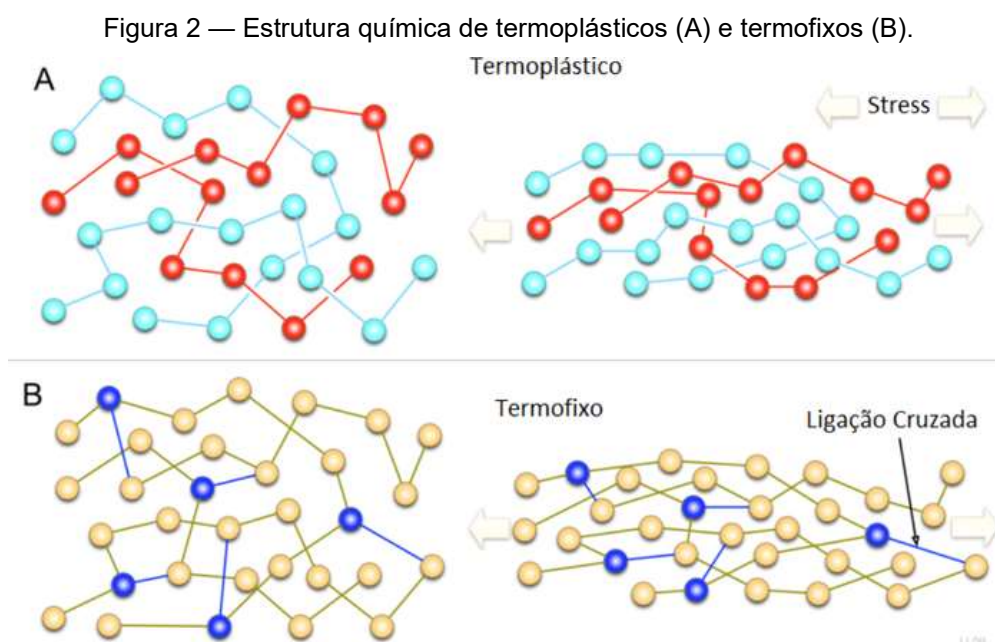 Figura 2 — Estrutura química de termoplásticos (A) e termofixos (B).
A
Termoplástico
Stress
B
Termofixo
Ligação Cruzada